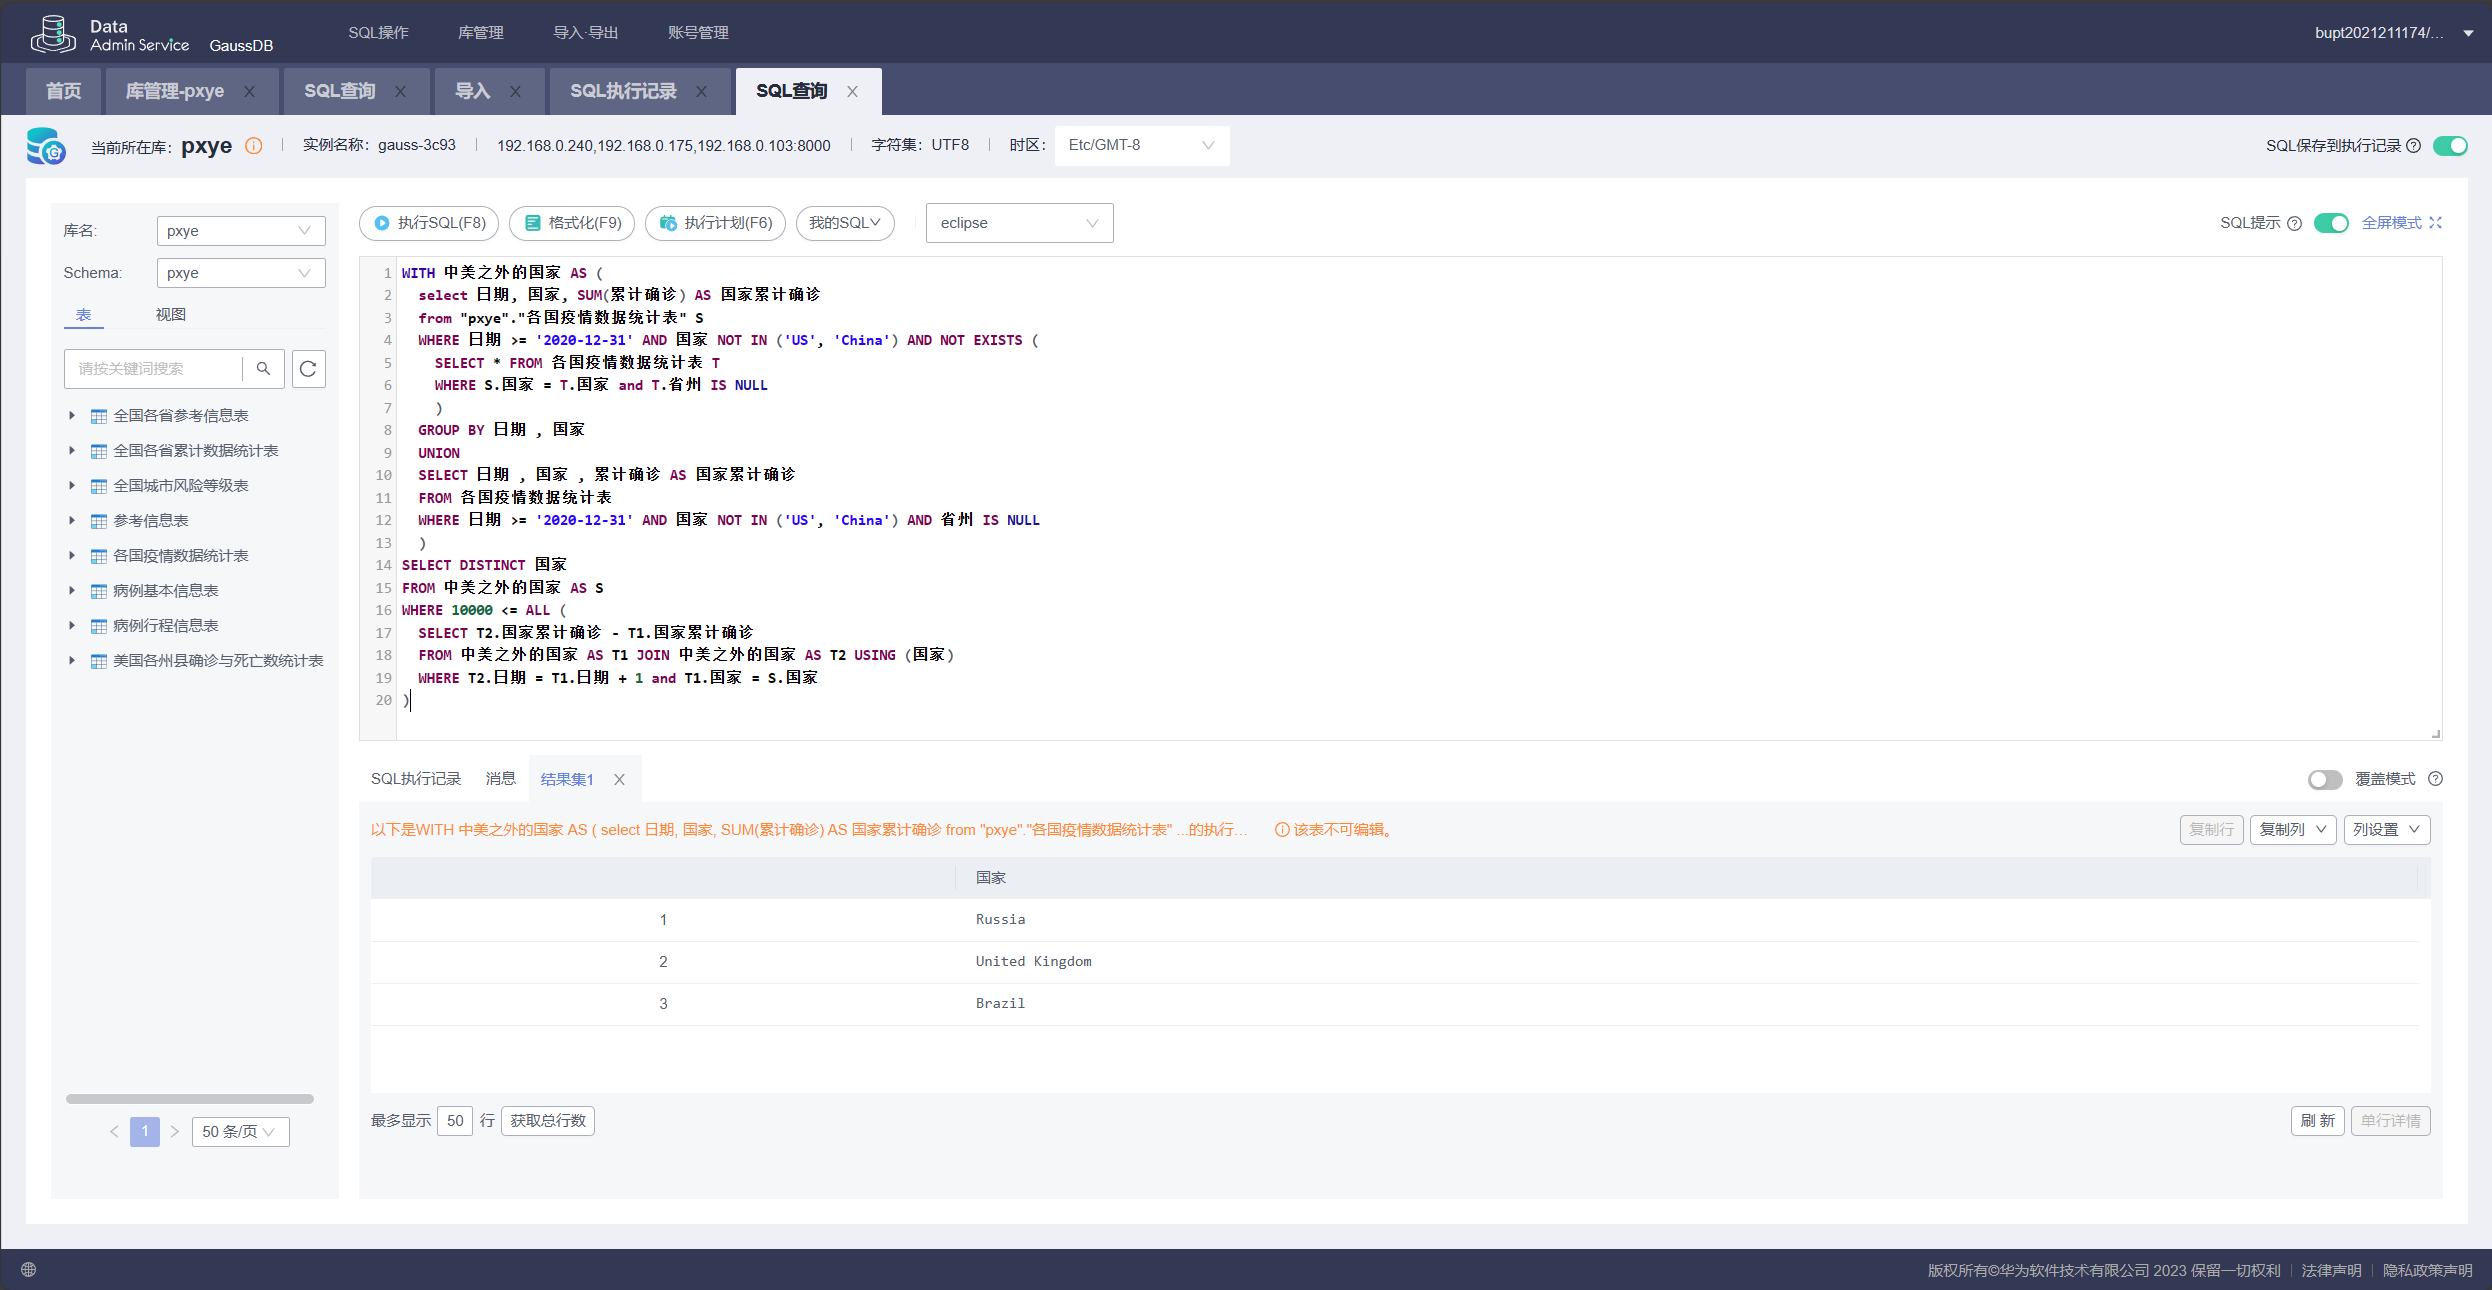 Data
Admin Service GaussDB
SQL操作 库管理 导入·导出 账号管理 bupt2021211174/...
首页 库管理-pxye SQL查询 导入 SQL执行记录 SQL查询
当前所在库: pxye 实例名称: gauss-3c93 192.168.0.240,192.168.0.175,192.168.0.103:8000 字符集: UTF8 时区: Etc/GMT-8 SQL保存到执行记录
库名: pxye
Schema: pxye
表 视图
请按关键词搜索
全国各省参考信息表
全国各省累计数据统计表
全国城市风险等级表
参考信息表
各国疫情数据统计表
病例基本信息表
病例行程信息表
美国各州县确诊与死亡数统计表
1 50 条/页
执行SQL(F8) 格式化(F9) 执行计划(F6) 我的SQL eclipse SQL提示 全屏模式
1 WITH 中美之外的国家 AS (
2 select 日期, 国家, SUM(累计确诊) AS 国家累计确诊
3 from "pxye"."各国疫情数据统计表" S
4 WHERE 日期 >= '2020-12-31' AND 国家 NOT IN ('US', 'China') AND NOT EXISTS (
5 SELECT * FROM 各国疫情数据统计表 T
6 WHERE S.国家 = T.国家 and T.省州 IS NULL
7 )
8 GROUP BY 日期 , 国家
9 UNION
10 SELECT 日期 , 国家 , 累计确诊 AS 国家累计确诊
11 FROM 各国疫情数据统计表
12 WHERE 日期 >= '2020-12-31' AND 国家 NOT IN ('US', 'China') AND 省州 IS NULL
13 )
14 SELECT DISTINCT 国家
15 FROM 中美之外的国家 AS S
16 WHERE 10000 <= ALL (
17 SELECT T2.国家累计确诊 - T1.国家累计确诊
18 FROM 中美之外的国家 AS T1 JOIN 中美之外的国家 AS T2 USING (国家)
19 WHERE T2.日期 = T1.日期 + 1 and T1.国家 = S.国家
20 )
SQL执行记录 消息 结果集1 覆盖模式
以下是WITH 中美之外的国家 AS ( select 日期, 国家, SUM(累计确诊) AS 国家累计确诊 from "pxye"."各国疫情数据统计表" ...的执行... 该表不可编辑。 复制行 复制列 列设置
国家
1 Russia
2 United Kingdom
3 Brazil
最多显示 50 行 获取总行数 刷 新 单行详情
版权所有©华为软件技术有限公司 2023 保留一切权利 | 法律声明 | 隐私政策声明